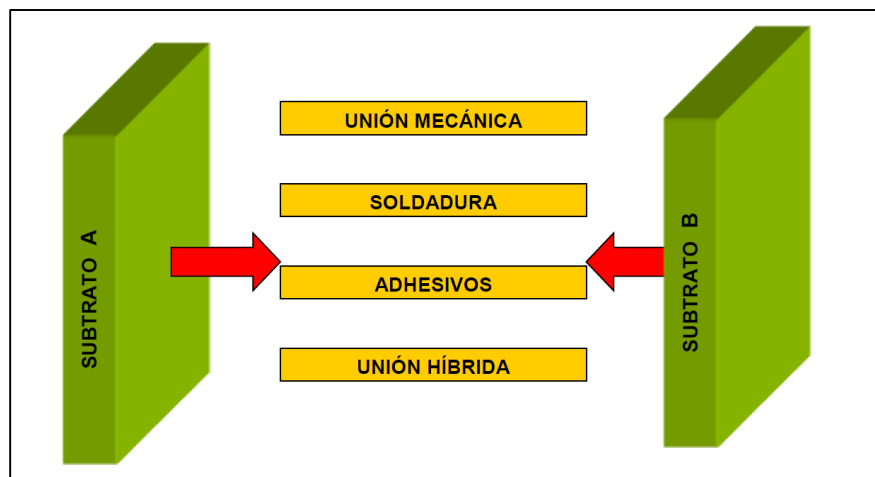 SUBTRATO A
UNIÓN MECÁNICA
SOLDADURA
ADHESIVOS
UNIÓN HÍBRIDA
SUBTRATO B